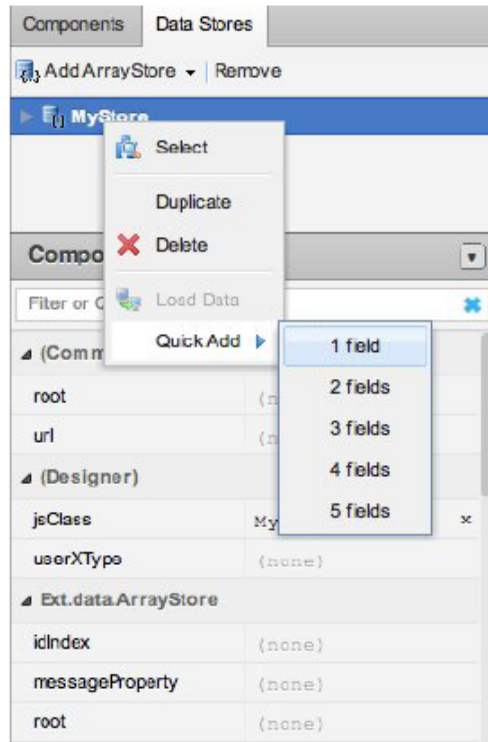 Components Data Stores
Add ArrayStore Remove
MyStore
Select
Duplicate
Delete
Compo
Filter or
Load Data
Quick Add
1 field
2 fields
3 fields
4 fields
5 fields
(Comm
root (n
url (n
(Designer)
jsClass My
userXType (none)
Ext.data.ArrayStore
idIndex (none)
messageProperty (none)
root (none)